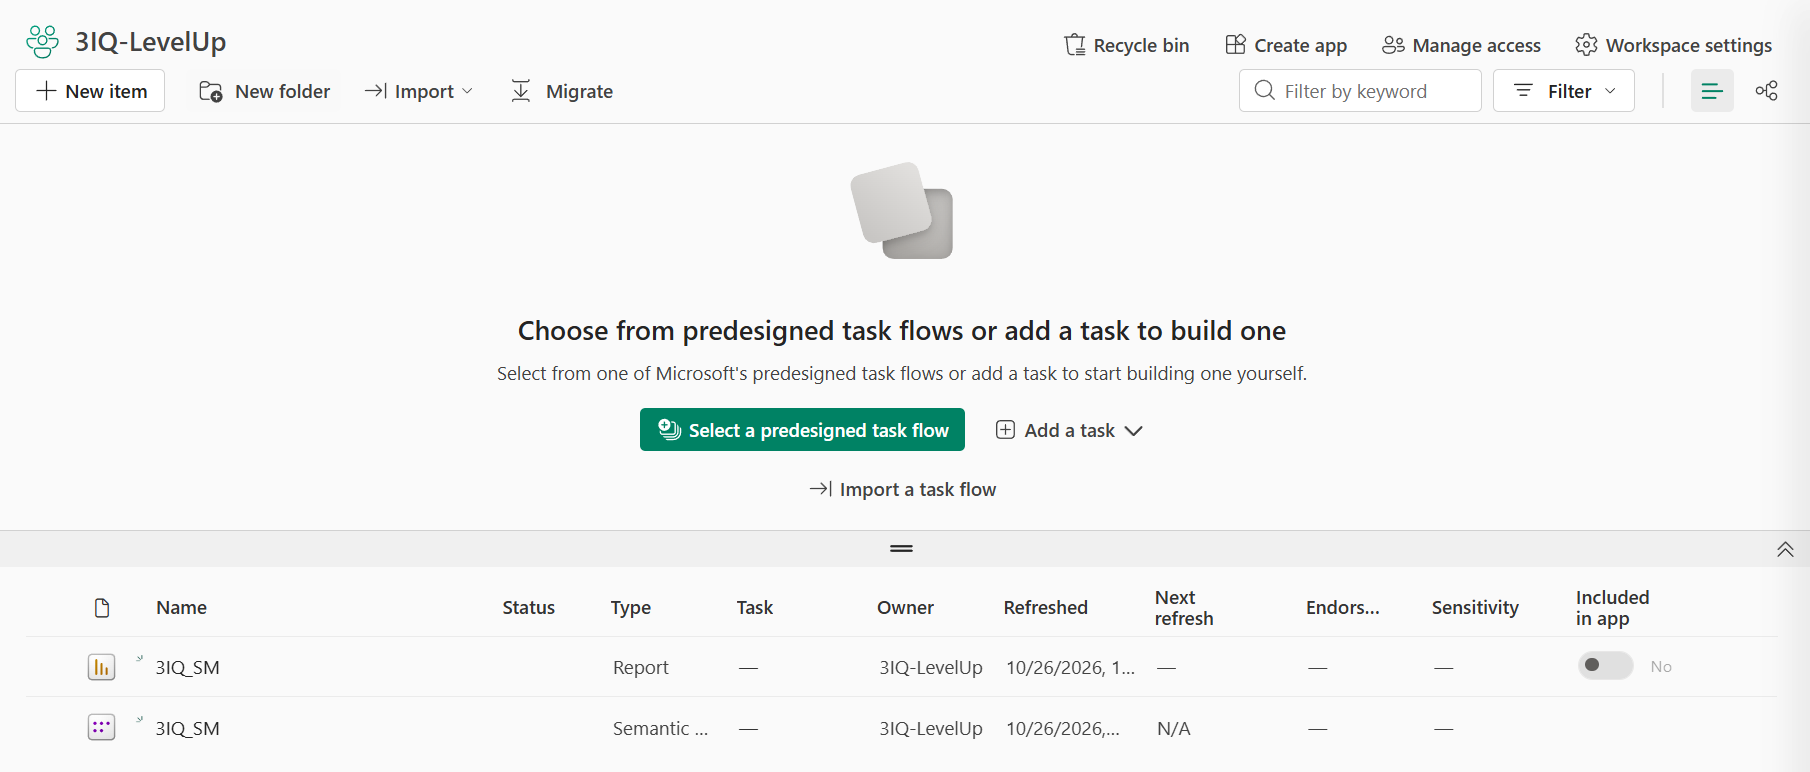 3IQ-LevelUp
Recycle bin
Create app
Manage access
Workspace settings
New item
New folder
Import
Migrate
Filter by keyword
Filter
Choose from predesigned task flows or add a task to build one
Select from one of Microsoft's predesigned task flows or add a task to start building one yourself.
Select a predesigned task flow
Add a task
Import a task flow
Name Status Type Task Owner Refreshed Next refresh Endors... Sensitivity Included in app
3IQ_SM Report — 3IQ-LevelUp 10/26/2026, 1... — — — No
3IQ_SM Semantic ... — 3IQ-LevelUp 10/26/2026,... N/A — —